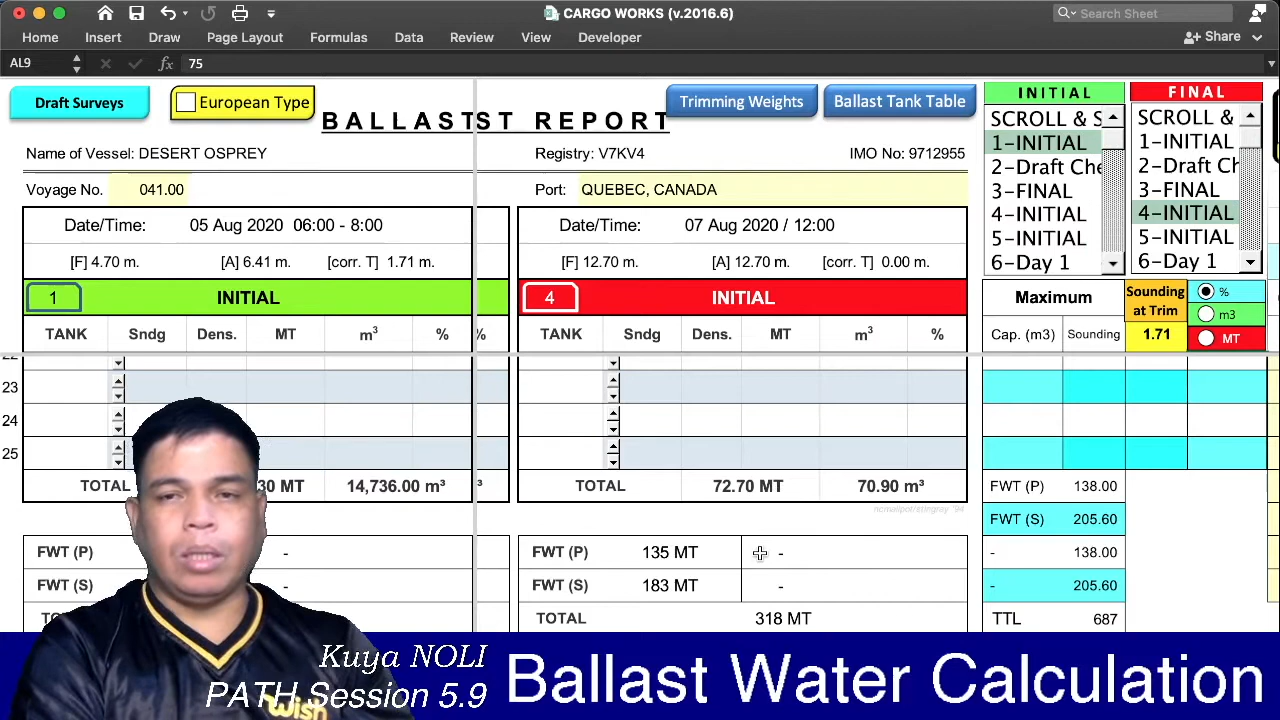 CARGO WORKS (v.2016.6)
Search Sheet
Home Insert Draw Page Layout Formulas Data Review View Developer Share
AL9 fx 75
Draft Surveys European Type Trimming Weights Ballast Tank Table INITIAL FINAL
BALLASTST REPORT
SCROLL & S SCROLL &
1-INITIAL 1-INITIAL
Name of Vessel: DESERT OSPREY Registry: V7KV4 IMO No: 9712955
2-Draft Che 2-Draft Ch
Voyage No. 041.00 Port: QUEBEC, CANADA
3-FINAL 3-FINAL
4-INITIAL 4-INITIAL
Date/Time: 05 Aug 2020 06:00 - 8:00 Date/Time: 07 Aug 2020 / 12:00
5-INITIAL 5-INITIAL
[F] 4.70 m. [A] 6.41 m. [corr. T] 1.71 m. [F] 12.70 m. [A] 12.70 m. [corr. T] 0.00 m.
6-Day 1 6-Day 1
1 INITIAL 4 INITIAL Maximum Sounding at Trim %
m3
TANK Sndg Dens. MT m³ % % TANK Sndg Dens. MT m³ % Cap. (m3) Sounding 1.71 MT
22
23
24
25
TOTAL 30 MT 14,736.00 m³ ³ TOTAL 72.70 MT 70.90 m³ FWT (P) 138.00
FWT (S) 205.60
FWT (P) - FWT (P) 135 MT - - 138.00
FWT (S) - FWT (S) 183 MT - - 205.60
TOTAL 318 MT TTL 687
Kuya NOLI
PATH Session 5.9
Ballast Water Calculation
wish